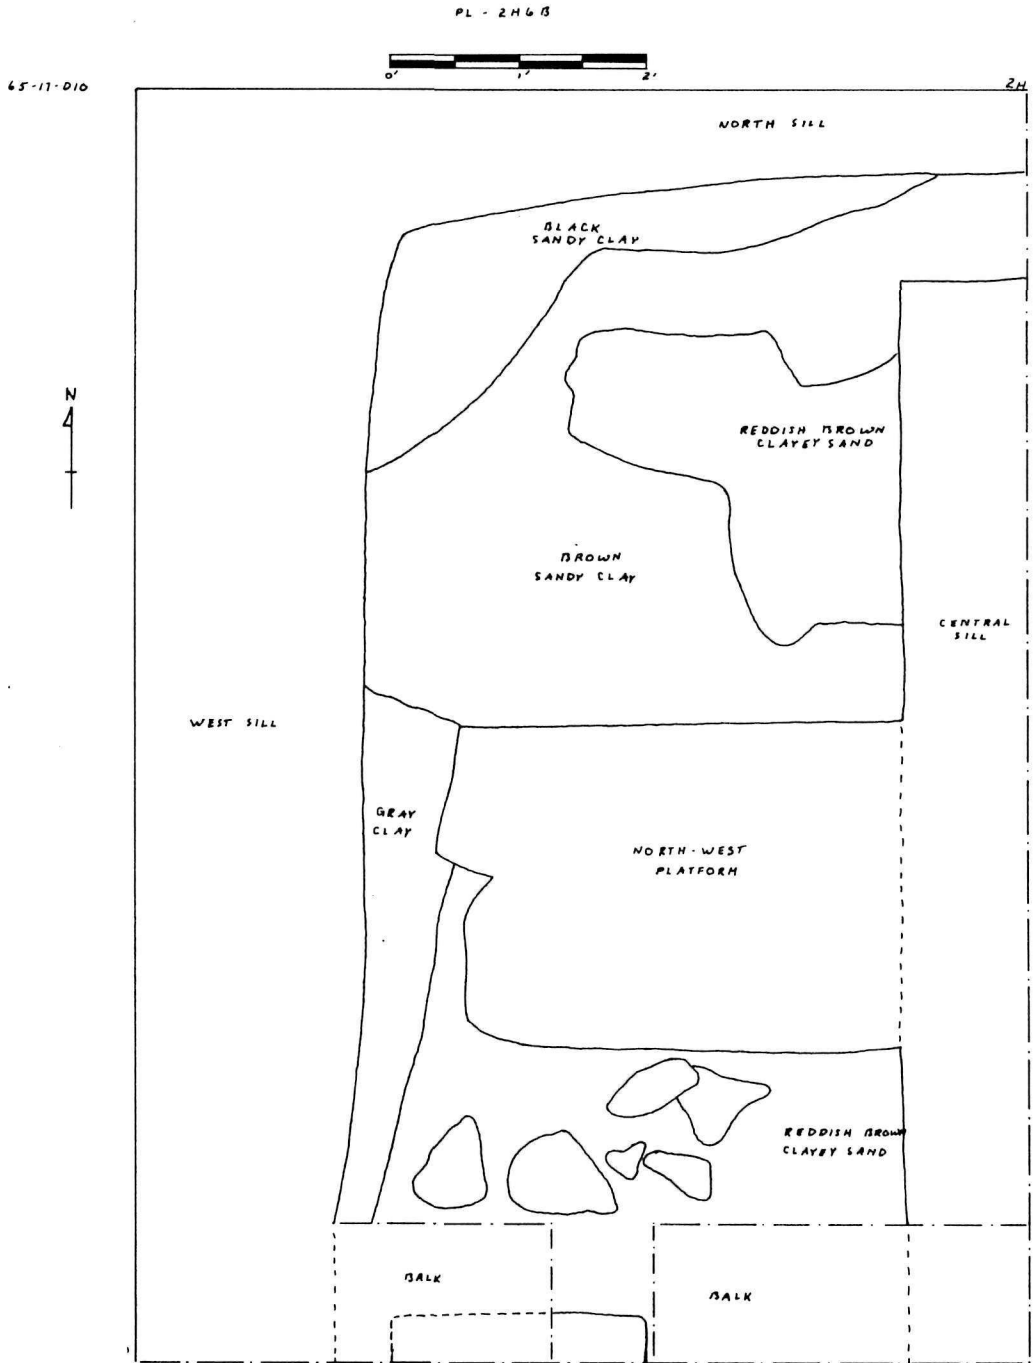 PL - 2H6B
0' 1' 2'
65-17-D10
2H
NORTH SILL
BLACK
SANDY CLAY
N
REDDISH BROWN
CLAYEY SAND
BROWN
SANDY CLAY
CENTRAL
SILL
WEST SILL
GRAY
CLAY
NORTH-WEST
PLATFORM
REDDISH BROWN
CLAYEY SAND
BALK
BALK